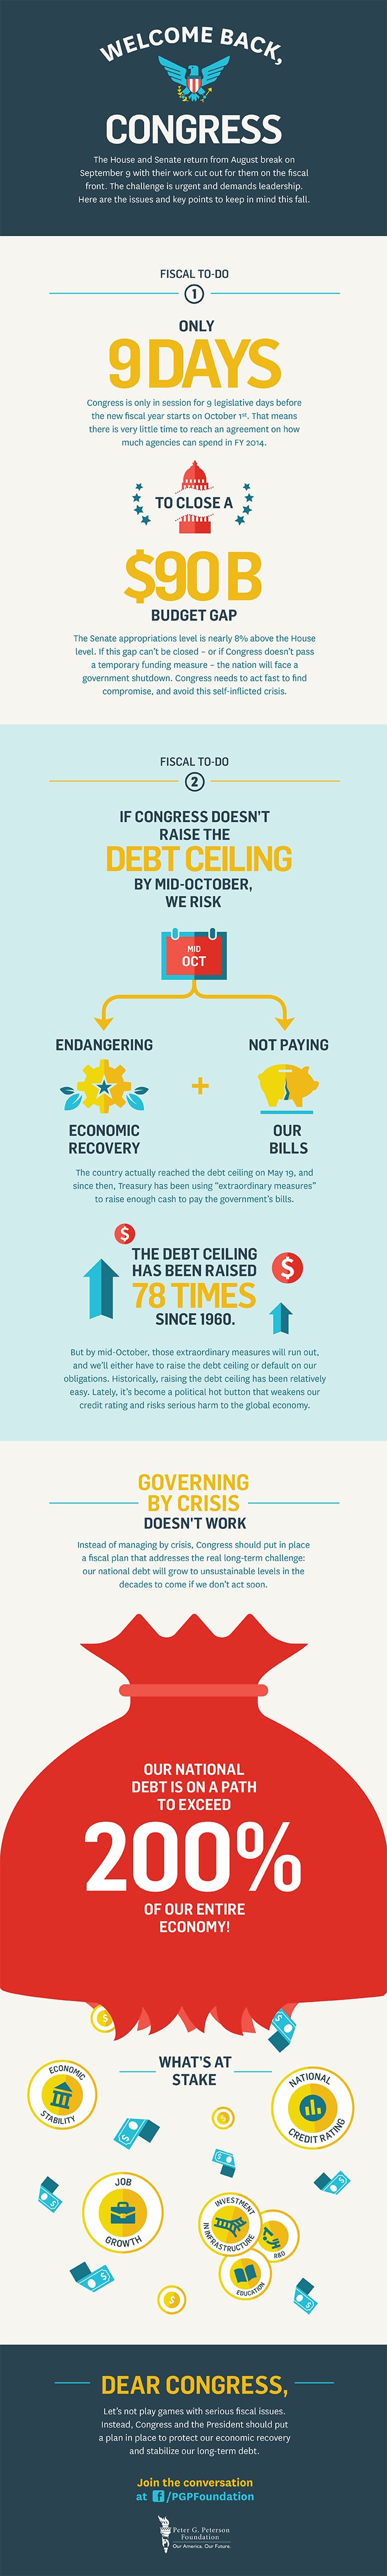 WELCOME BACK,
CONGRESS
The House and Senate return from August break on
September 9 with their work cut out for them on the fiscal
front. The challenge is urgent and demands leadership.
Here are the issues and key points to keep in mind this fall.
FISCAL TO-DO
1
ONLY
9 DAYS
Congress is only in session for 9 legislative days before
the new fiscal year starts on October 1st. That means
there is very little time to reach an agreement on how
much agencies can spend in FY 2014.
TO CLOSE A
$90 B
BUDGET GAP
The Senate appropriations level is nearly 8% above the House
level. If this gap can't be closed – or if Congress doesn't pass
a temporary funding measure – the nation will face a
government shutdown. Congress needs to act fast to find
compromise, and avoid this self-inflicted crisis.
FISCAL TO-DO
2
IF CONGRESS DOESN'T
RAISE THE
DEBT CEILING
BY MID-OCTOBER,
WE RISK
MID
OCT
ENDANGERING
ECONOMIC
RECOVERY
+
NOT PAYING
OUR
BILLS
The country actually reached the debt ceiling on May 19, and
since then, Treasury has been using "extraordinary measures"
to raise enough cash to pay the government's bills.
$
THE DEBT CEILING
HAS BEEN RAISED
78 TIMES
SINCE 1960.
$
But by mid-October, those extraordinary measures will run out,
and we'll either have to raise the debt ceiling or default on our
obligations. Historically, raising the debt ceiling has been relatively
easy. Lately, it's become a political hot button that weakens our
credit rating and risks serious harm to the global economy.
GOVERNING
BY CRISIS
DOESN'T WORK
Instead of managing by crisis, Congress should put in place
a fiscal plan that addresses the real long-term challenge:
our national debt will grow to unsustainable levels in the
decades to come if we don't act soon.
OUR NATIONAL
DEBT IS ON A PATH
TO EXCEED
200%
OF OUR ENTIRE
ECONOMY!
WHAT'S AT
STAKE
ECONOMIC
STABILITY
NATIONAL
CREDIT RATING
JOB
GROWTH
INVESTMENT
IN INFRASTRUCTURE
R&D
EDUCATION
DEAR CONGRESS,
Let's not play games with serious fiscal issues.
Instead, Congress and the President should put
a plan in place to protect our economic recovery
and stabilize our long-term debt.
Join the conversation
at f /PGPFoundation
Peter G. Peterson
Foundation
Our America. Our Future.